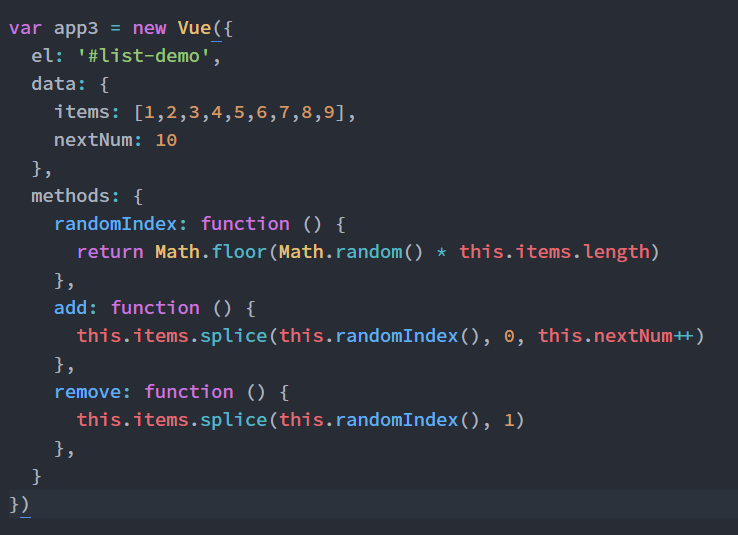 var app3 = new Vue({
  el: '#list-demo',
  data: {
    items: [1,2,3,4,5,6,7,8,9],
    nextNum: 10
  },
  methods: {
    randomIndex: function () {
      return Math.floor(Math.random() * this.items.length)
    },
    add: function () {
      this.items.splice(this.randomIndex(), 0, this.nextNum++)
    },
    remove: function () {
      this.items.splice(this.randomIndex(), 1)
    },
  }
})